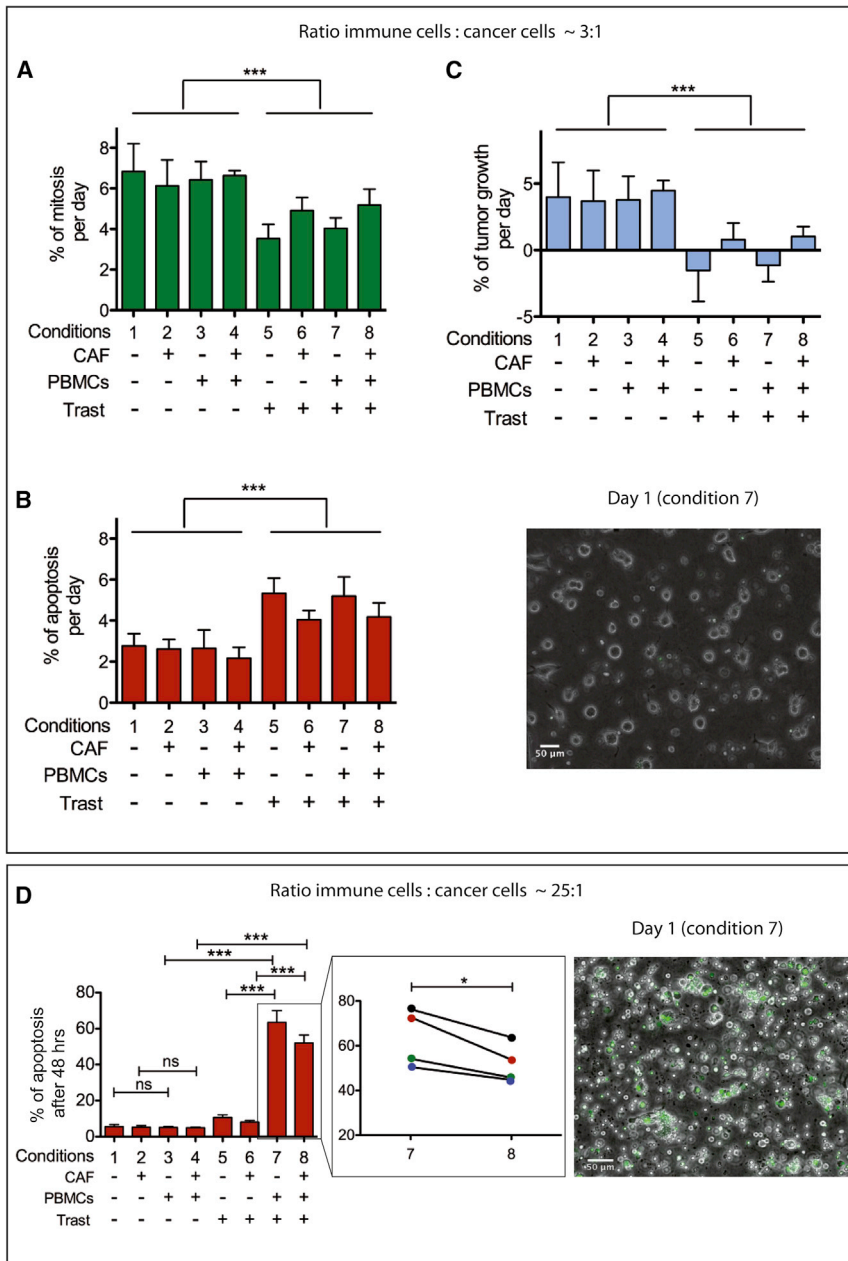 Ratio immune cells : cancer cells ~ 3:1
A
***
% of mitosis
per day
8
6
4
2
0
Conditions 1 2 3 4 5 6 7 8
CAF - + - + - + - +
PBMCs - - + + - - + +
Trast - - - - + + + +
C
***
% of tumor growth
per day
5
0
-5
Conditions 1 2 3 4 5 6 7 8
CAF - + - + - + - +
PBMCs - - + + - - + +
Trast - - - - + + + +
B
***
% of apoptosis
per day
8
6
4
2
0
Conditions 1 2 3 4 5 6 7 8
CAF - + - + - + - +
PBMCs - - + + - - + +
Trast - - - - + + + +
Day 1 (condition 7)
50 µm
D
Ratio immune cells : cancer cells ~ 25:1
***
***
***
***
ns
ns
% of apoptosis
after 48 hrs
80
60
40
20
0
Conditions 1 2 3 4 5 6 7 8
CAF - + - + - + - +
PBMCs - - + + - - + +
Trast - - - - + + + +
*
80
60
40
20
7 8
Day 1 (condition 7)
50 µm